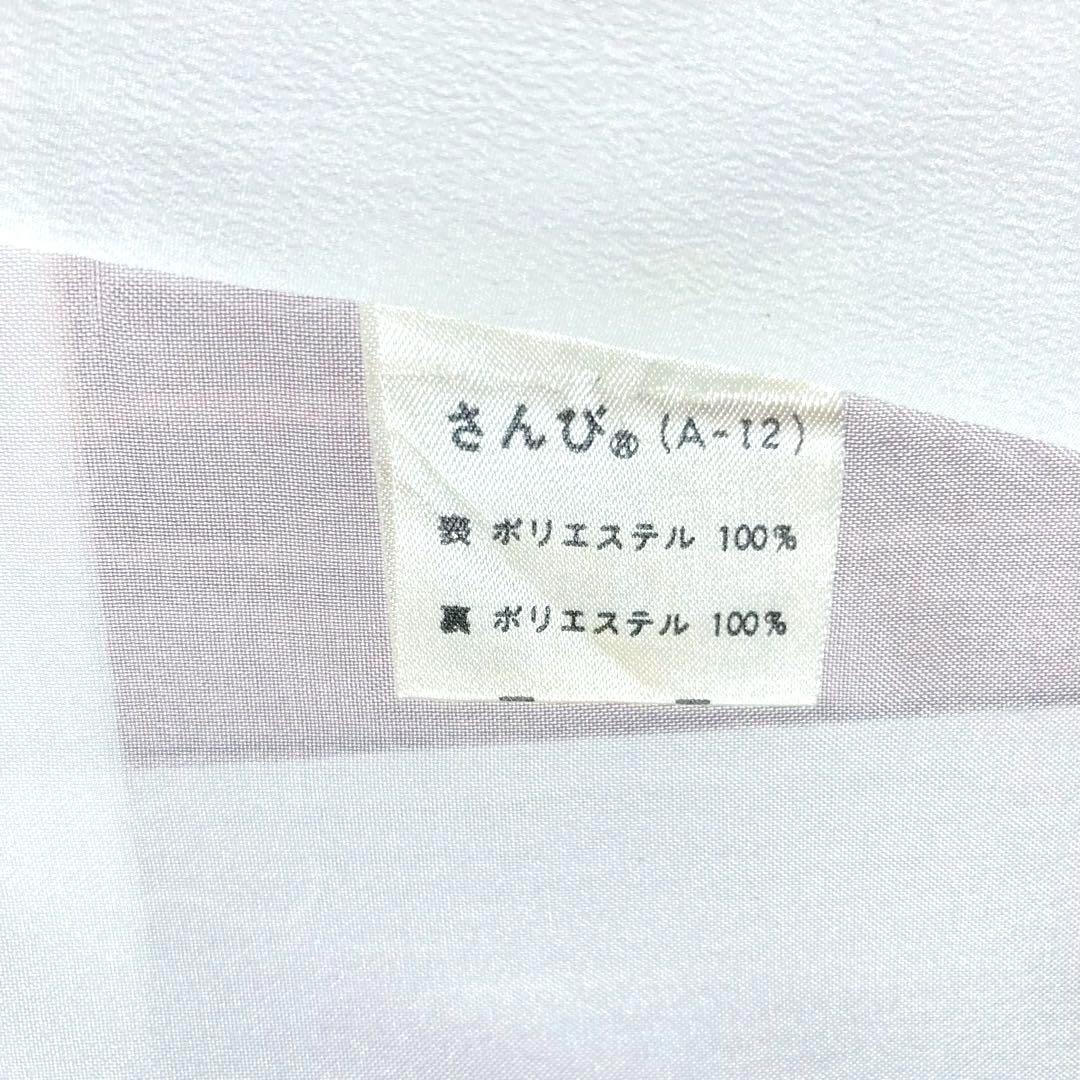 さんび® (A-12)
表 ポリエステル 100%
裏 ポリエステル 100%